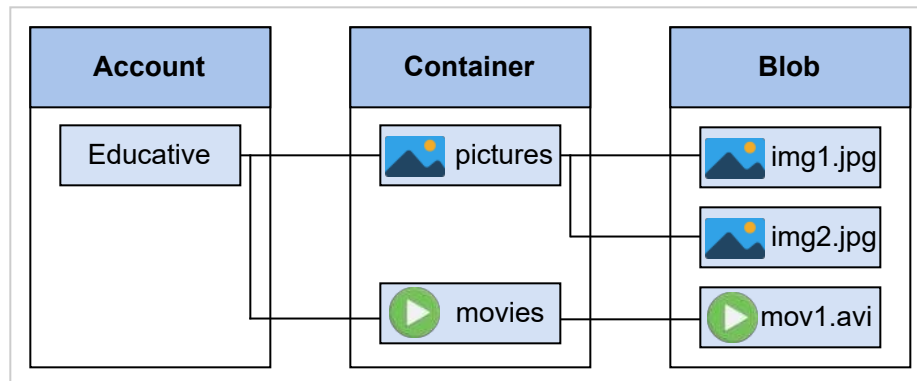 Account
Container
Blob
Educative
pictures
img1.jpg
img2.jpg
movies
mov1.avi